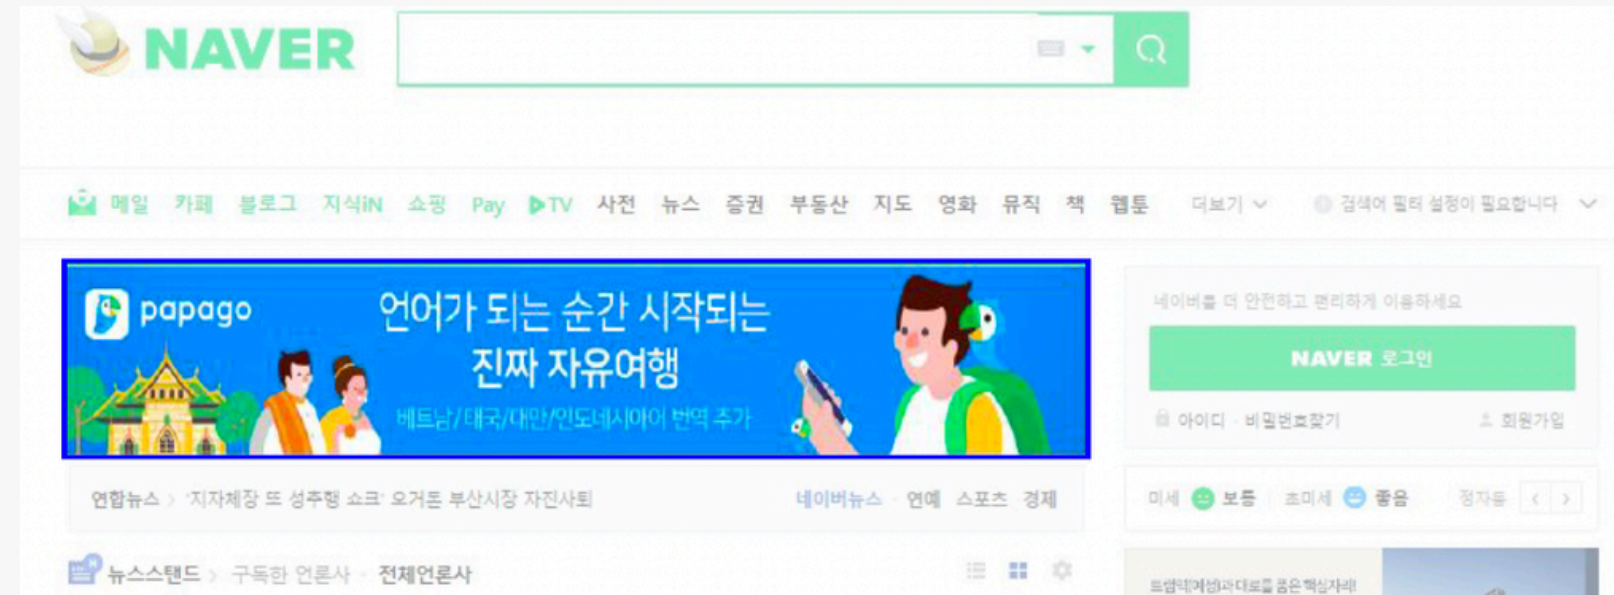 NAVER
메일 카페 블로그 지식iN 쇼핑 Pay TV 사전 뉴스 증권 부동산 지도 영화 뮤직 책 웹툰 더보기 검색어 필터 설정이 필요합니다
papago
언어가 되는 순간 시작되는
진짜 자유여행
베트남/태국/대만/인도네시아어 번역 추가
네이버를 더 안전하고 편리하게 이용하세요
NAVER 로그인
아이디 · 비밀번호찾기 회원가입
연합뉴스 > '지자체장 또 성추행 쇼크' 오거돈 부산시장 자진사퇴 네이버뉴스 · 연예 스포츠 경제
미세 보통 초미세 좋음 정자동
뉴스스탠드 > 구독한 언론사 · 전체언론사